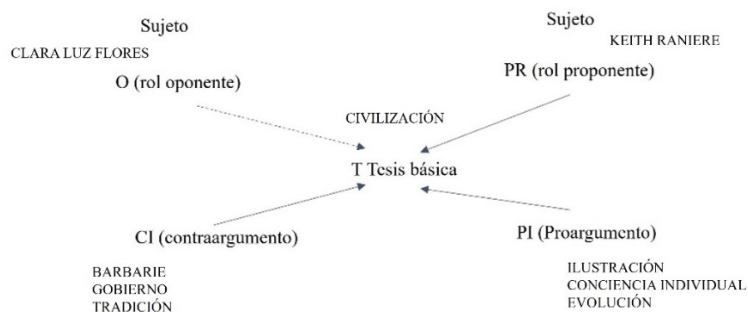 Sujeto
CLARA LUZ FLORES
O (rol oponente)
Sujeto
KEITH RANIERE
PR (rol proponente)
CIVILIZACIÓN
T Tesis básica
CI (contraargumento)
BARBARIE
GOBIERNO
TRADICIÓN
PI (Proargumento)
ILUSTRACIÓN
CONCIENCIA INDIVIDUAL
EVOLUCIÓN